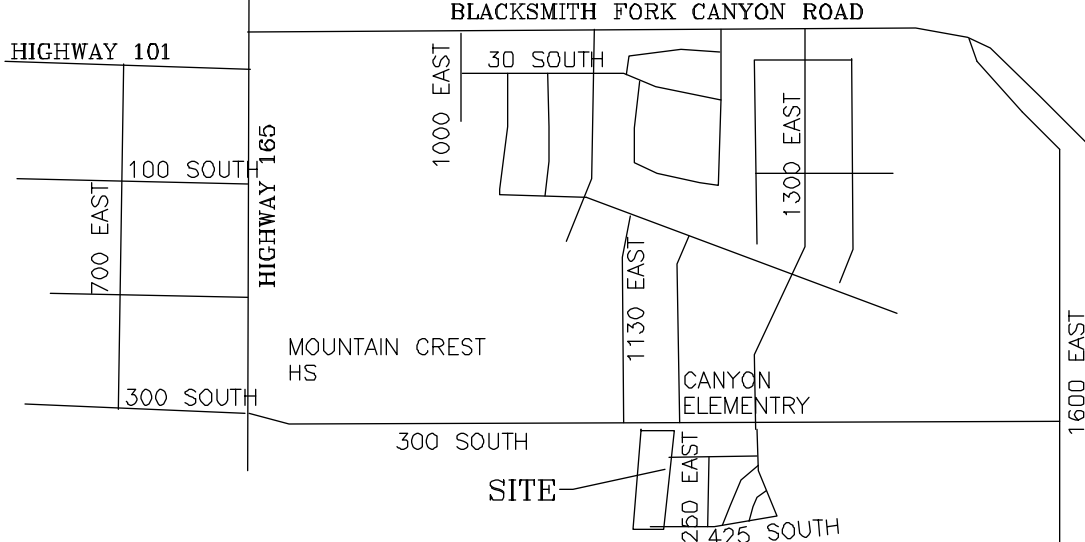 BLACKSMITH FORK CANYON ROAD
HIGHWAY 101
30 SOUTH
1000 EAST
1300 EAST
100 SOUTH
HIGHWAY 165
700 EAST
1130 EAST
1600 EAST
MOUNTAIN CREST
HS
CANYON
ELEMENTRY
300 SOUTH
300 SOUTH
SITE
EAST
425 SOUTH